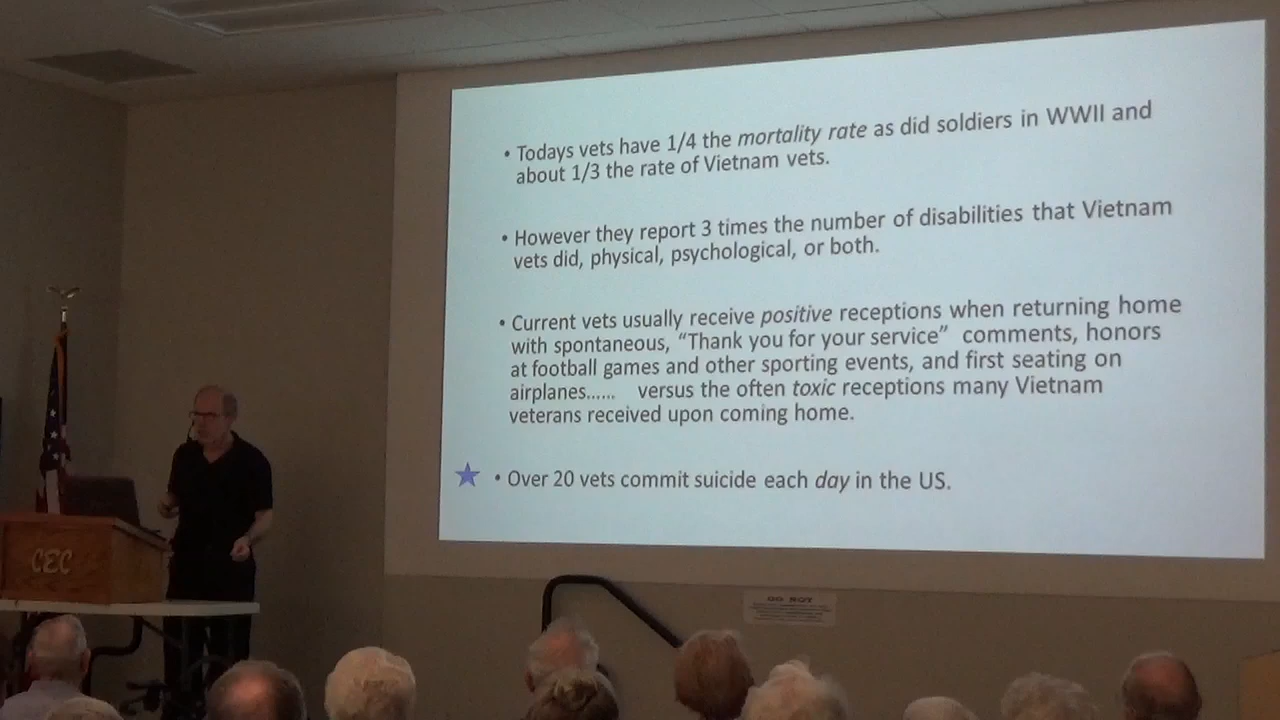 • Todays vets have 1/4 the mortality rate as did soldiers in WWII and
about 1/3 the rate of Vietnam vets.
• However they report 3 times the number of disabilities that Vietnam
vets did, physical, psychological, or both.
• Current vets usually receive positive receptions when returning home
with spontaneous, “Thank you for your service” comments, honors
at football games and other sporting events, and first seating on
airplanes...... versus the often toxic receptions many Vietnam
veterans received upon coming home.
• Over 20 vets commit suicide each day in the US.
CEC
DO NOT